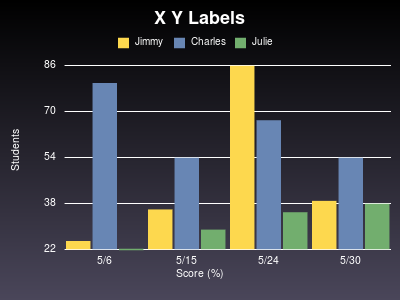 X Y Labels
Jimmy Charles Julie
86
70
54
38
22
Students
5/6 5/15 5/24 5/30
Score (%)